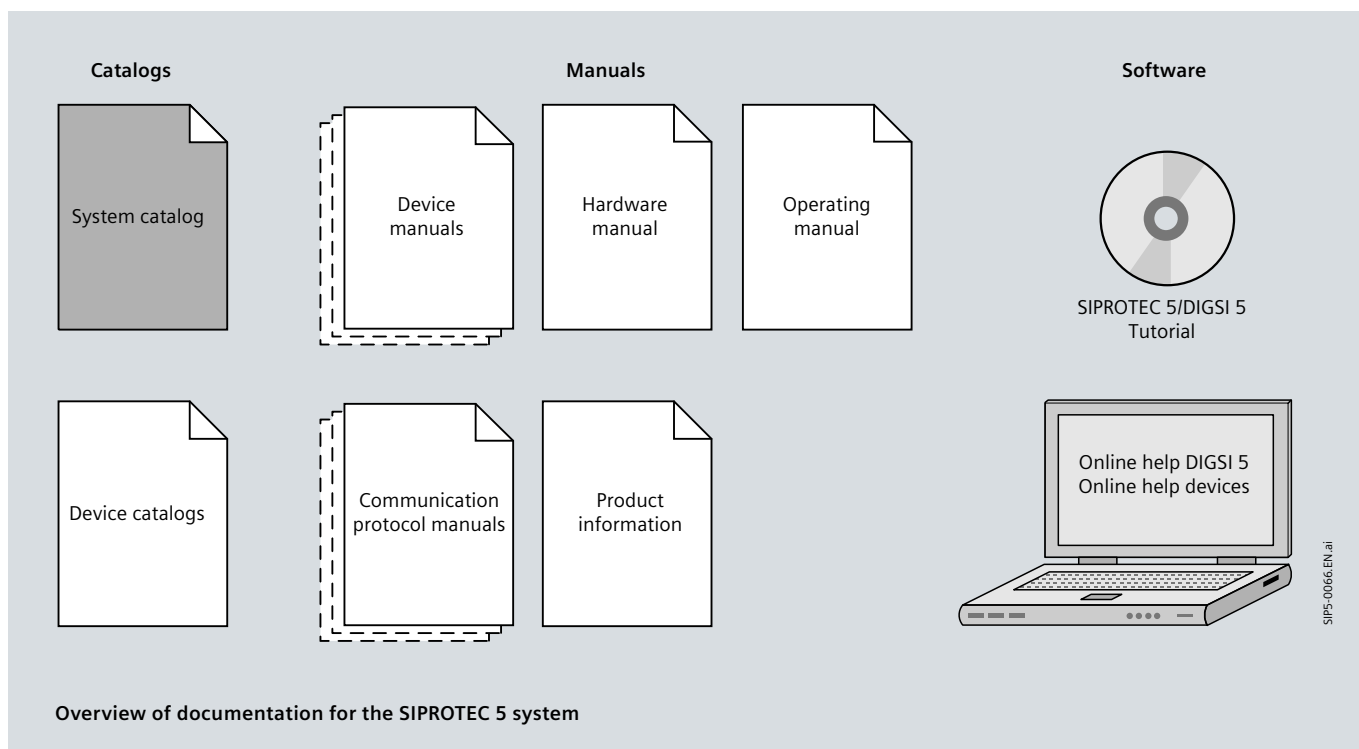 Catalogs
Manuals
Software
System catalog
Device
manuals
Hardware
manual
Operating
manual
SIPROTEC 5/DIGSI 5
Tutorial
Device catalogs
Communication
protocol manuals
Product
information
Online help DIGSI 5
Online help devices
SIP5-0066.EN.ai
Overview of documentation for the SIPROTEC 5 system